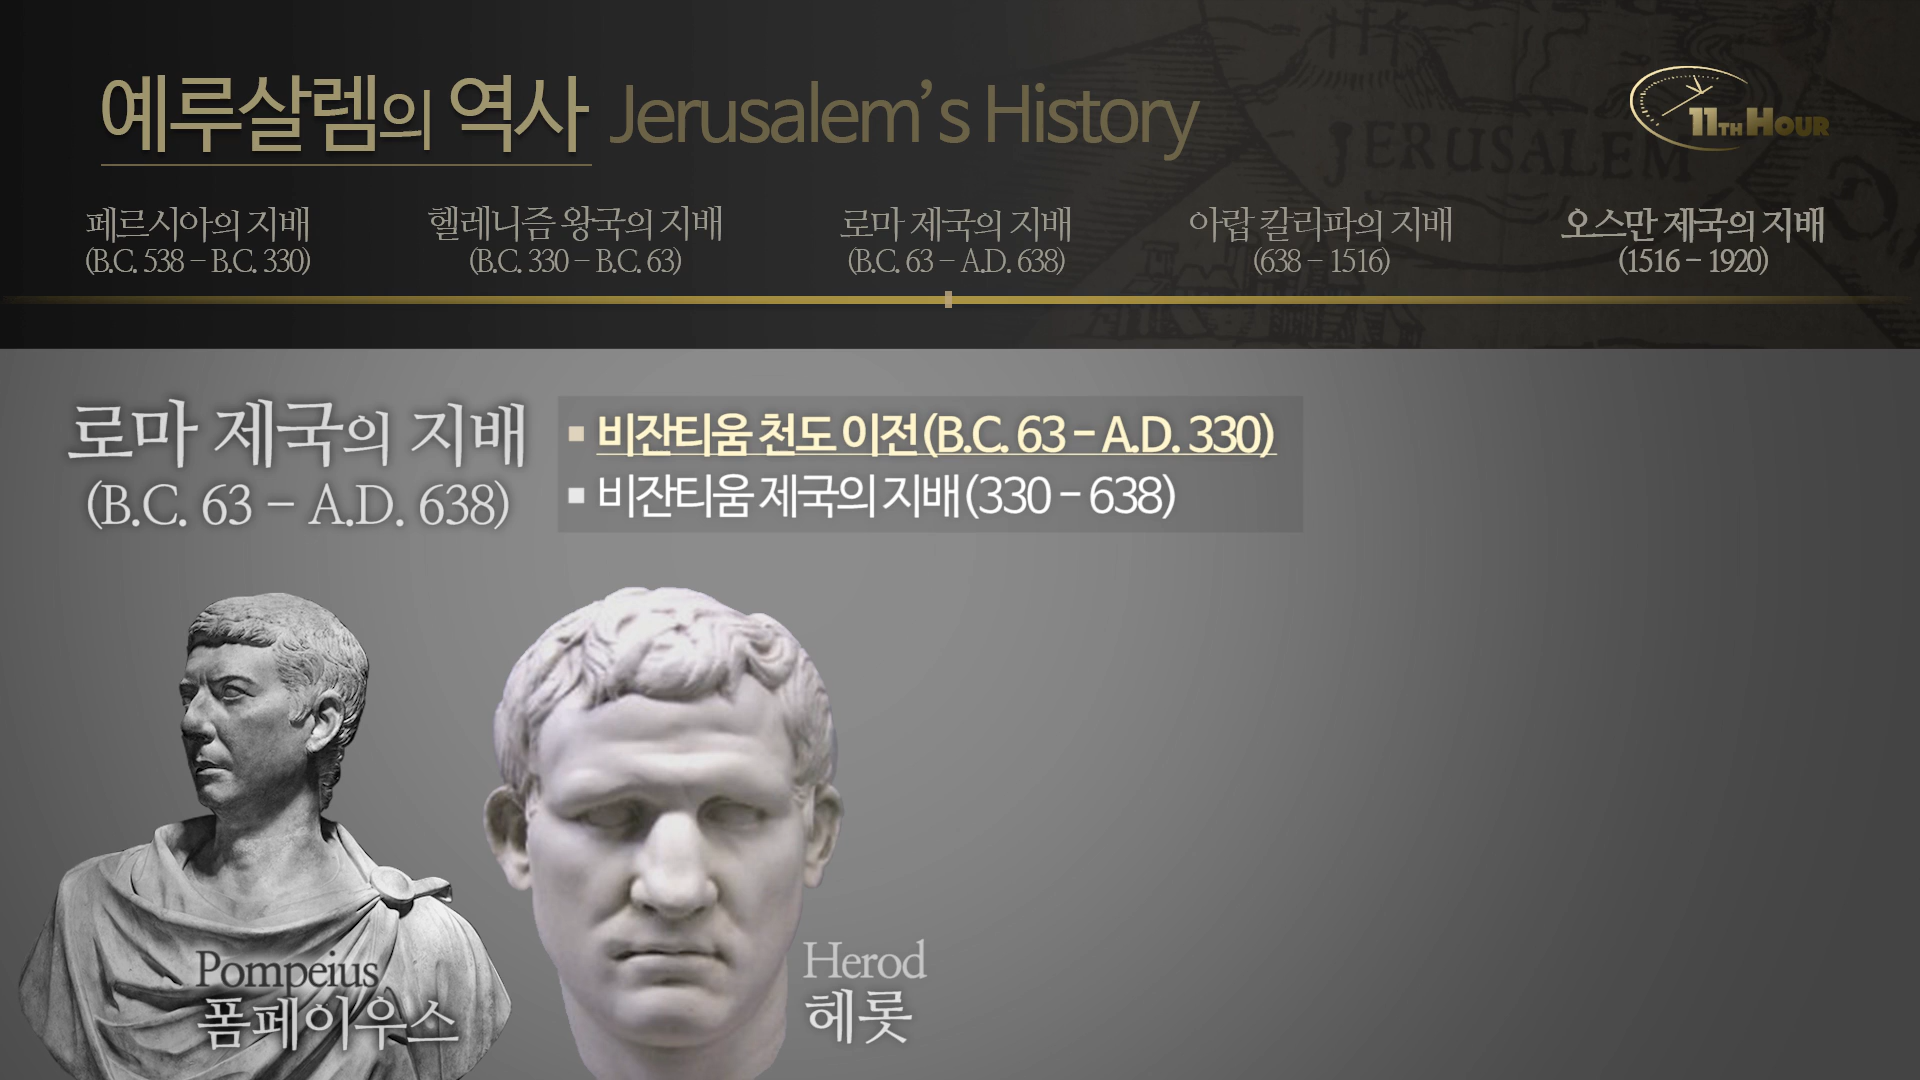 예루살렘의 역사 Jerusalem's History
11TH HOUR
JERUSALEM
페르시아의 지배
(B.C. 538 – B.C. 330)
헬레니즘 왕국의 지배
(B.C. 330 – B.C. 63)
로마 제국의 지배
(B.C. 63 – A.D. 638)
아랍 칼리파의 지배
(638 – 1516)
오스만 제국의 지배
(1516 – 1920)
로마 제국의 지배
(B.C. 63 – A.D. 638)
▪ 비잔티움 천도 이전(B.C. 63 – A.D. 330)
▪ 비잔티움 제국의 지배(330 – 638)
Pompeius
폼페이우스
Herod
헤롯